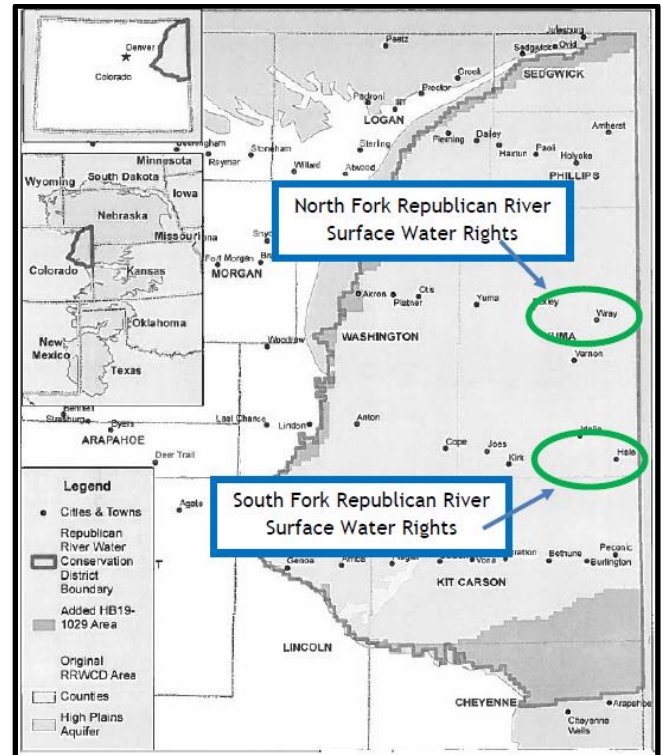 Denver
Colorado
Wyoming
South Dakota
Minnesota
Iowa
Nebraska
Missouri
Colorado
Kansas
Oklahoma
New
Mexico
Texas
Peetz
Julesburg
Sedgwick
Ovid
SEDGWICK
Crook
Proctor
Padroni
Iliff
LOGAN
Sterling
Fleming
Dailey
Haxtun
Paoli
Amherst
Holyoke
PHILLIPS
Raymer
Stoneham
Willard
Atwood
North Fork Republican River
Surface Water Rights
Fort Morgan
MORGAN
Akron
Platner
Otis
Yuma
Wray
WASHINGTON
Vernon
Woodrow
Bennett
Strasburg
Byers
ARAPAHOE
Last Chance
Lindon
Anton
Deer Trail
Cope
Joes
Kirk
Idalia
Hale
Agate
South Fork Republican River
Surface Water Rights
Genoa
Vona
Bethune
Peconic
Burlington
KIT CARSON
LINCOLN
CHEYENNE
Arapahoe
Cheyenne
Wells
Legend
Cities & Towns
Republican
River Water
Conservation
District
Boundary
Added HB19-
1029 Area
Original
RRWCD Area
Counties
High Plains
Aquifer